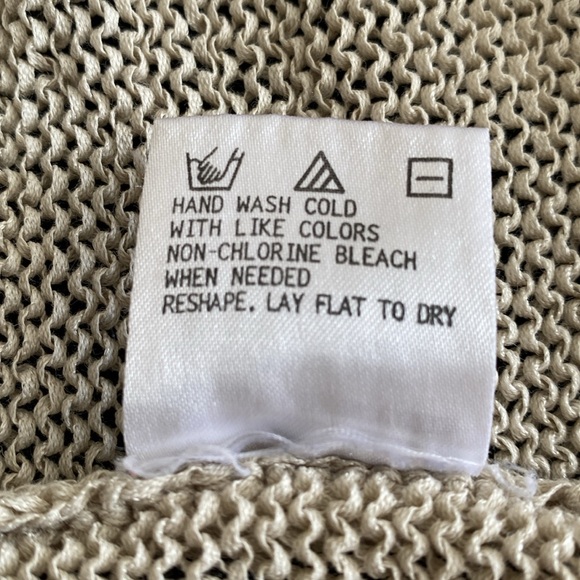 HAND WASH COLD
WITH LIKE COLORS
NON-CHLORINE BLEACH
WHEN NEEDED
RESHAPE. LAY FLAT TO DRY